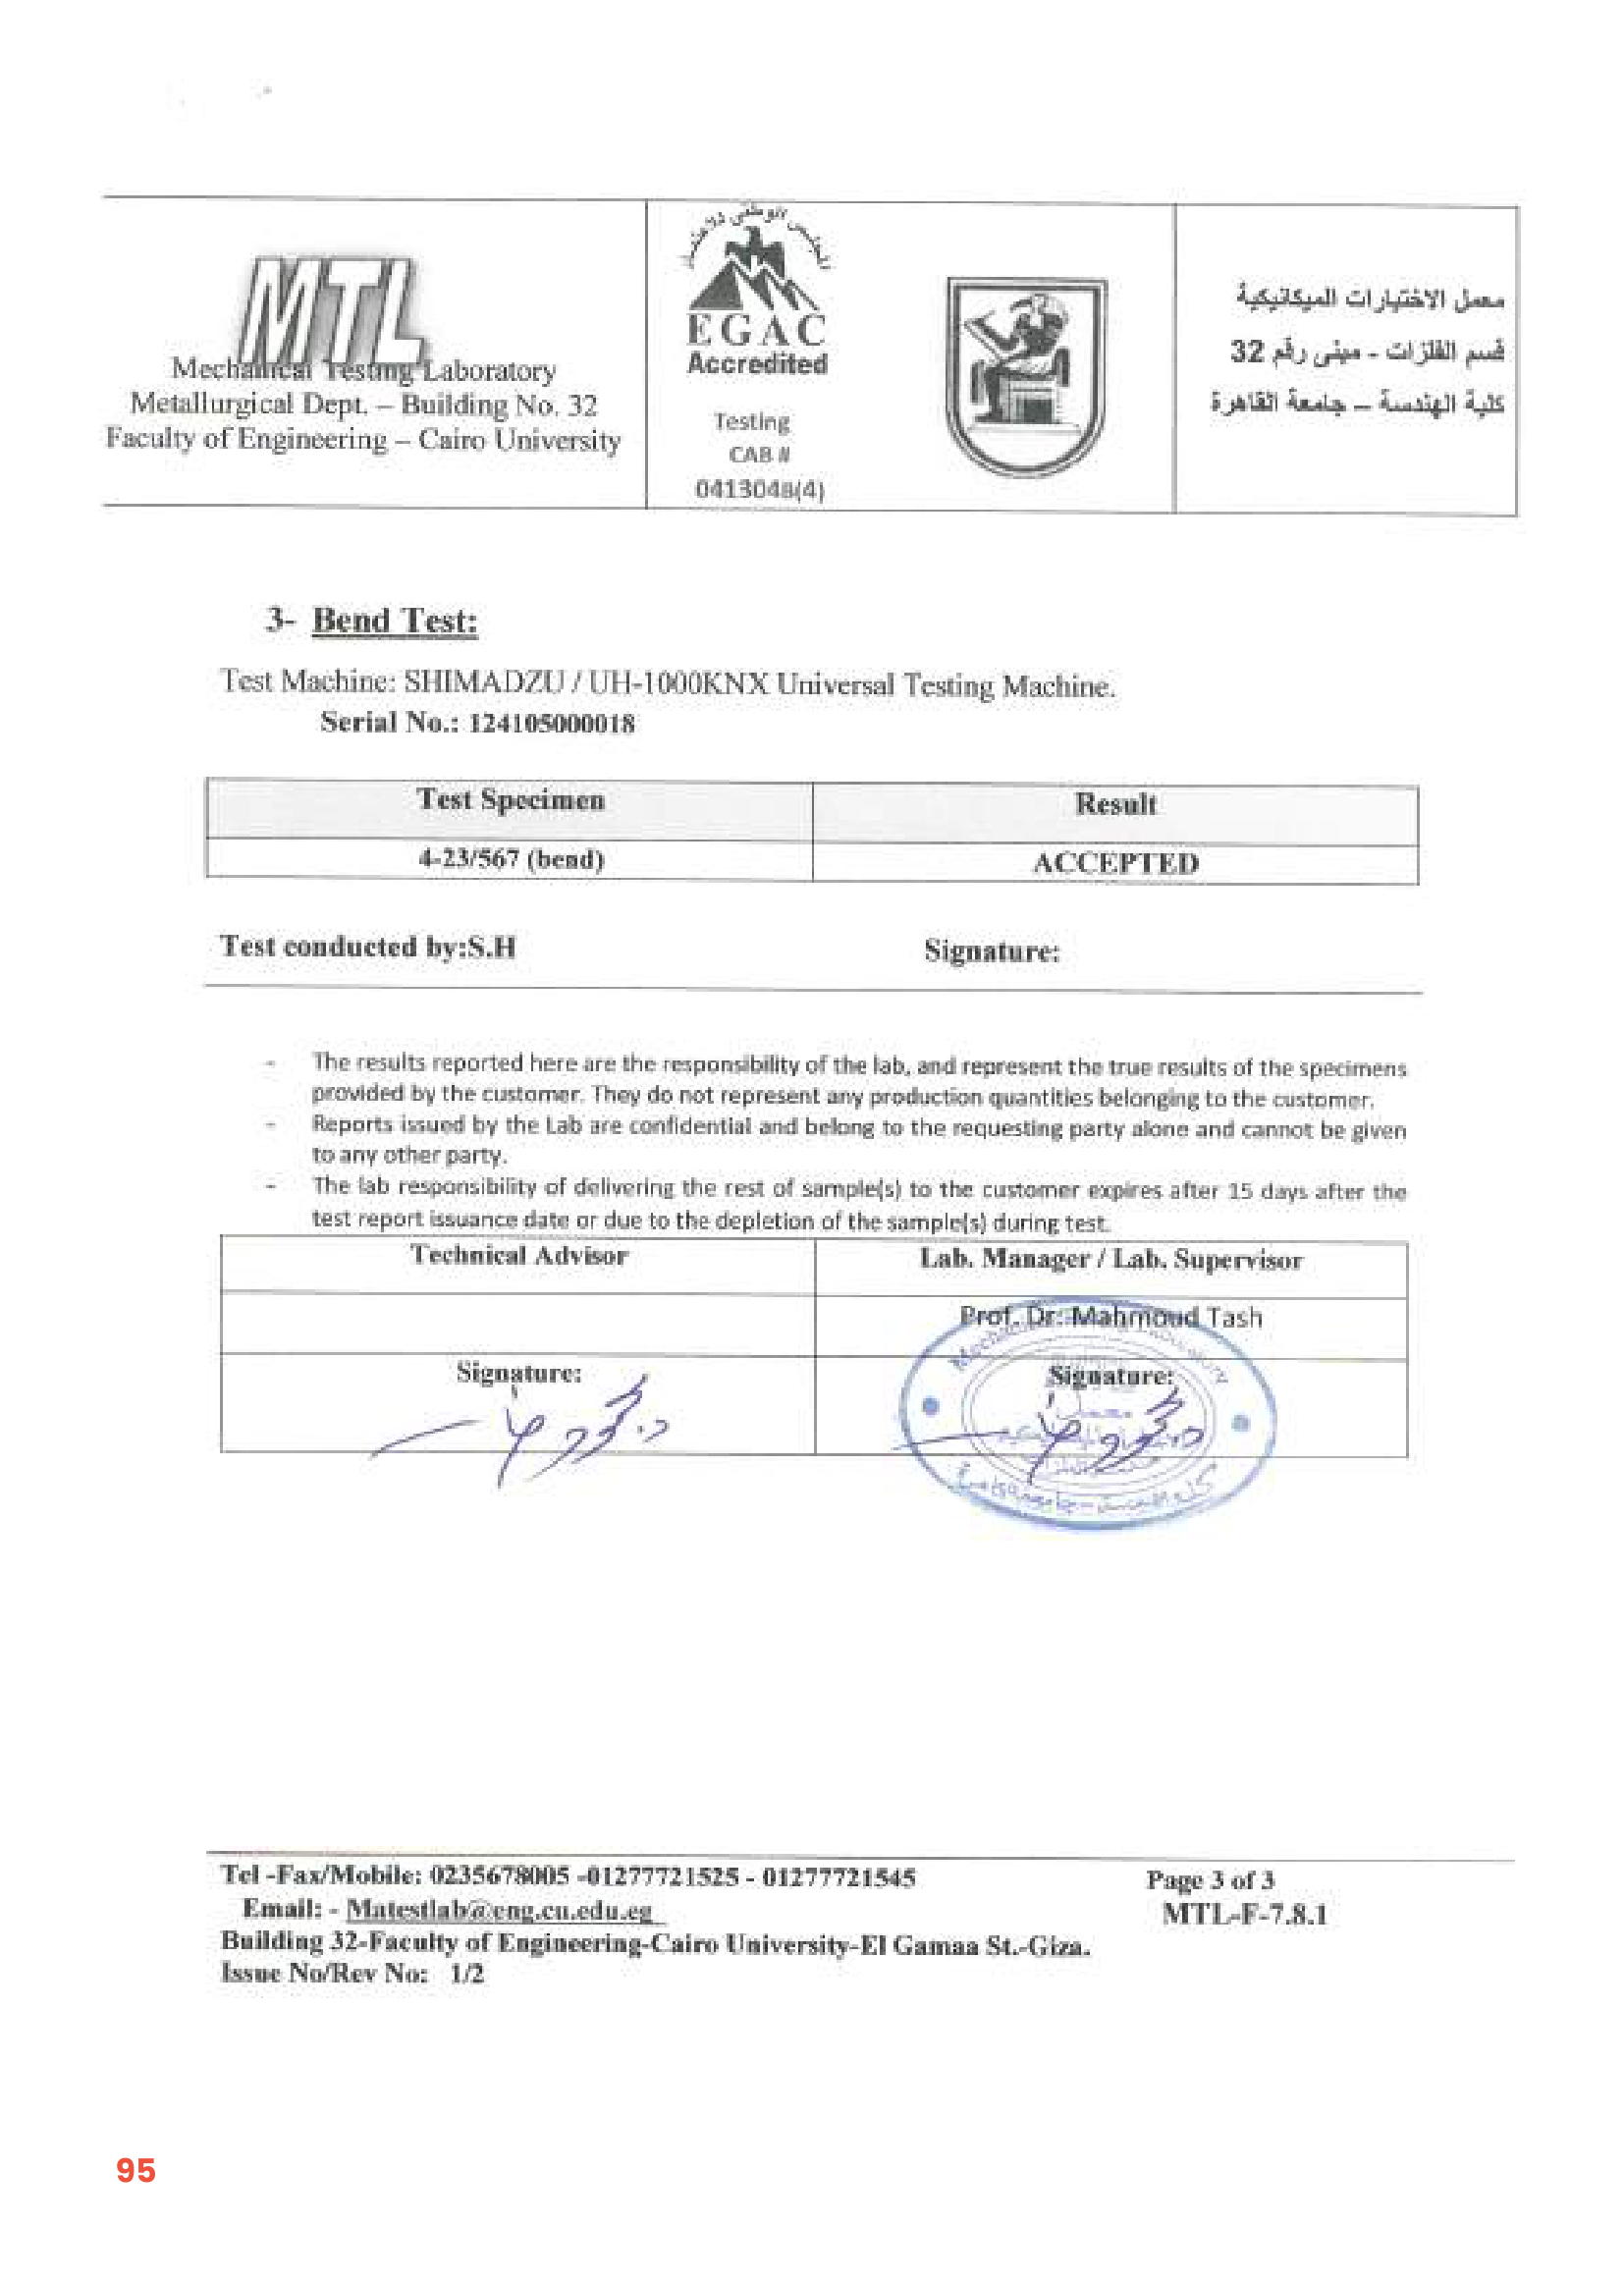 MTL
Mechanical Testing Laboratory
Metallurgical Dept. – Building No. 32
Faculty of Engineering – Cairo University
المجلس الوطني للاعتماد
EGAC
Accredited
Testing
CAB #
0413048(4)
معمل الاختبارات الميكانيكية
قسم الفلزات - مبنى رقم 32
كلية الهندسة – جامعة القاهرة
3- Bend Test:
Test Machine: SHIMADZU / UH-1000KNX Universal Testing Machine.
Serial No.: 124105000018
Test Specimen Result
4-23/567 (bend) ACCEPTED
Test conducted by:S.H Signature:
- The results reported here are the responsibility of the lab, and represent the true results of the specimens
provided by the customer. They do not represent any production quantities belonging to the customer.
- Reports issued by the Lab are confidential and belong to the requesting party alone and cannot be given
to any other party.
- The lab responsibility of delivering the rest of sample(s) to the customer expires after 15 days after the
test report issuance date or due to the depletion of the sample(s) during test.
Technical Advisor Lab. Manager / Lab. Supervisor
Prof. Dr: Mahmoud Tash
Signature: Signature:
Tel -Fax/Mobile: 0235678005 -01277721525 - 01277721545 Page 3 of 3
Email: - Matestlab@eng.cu.edu.eg MTL-F-7.8.1
Building 32-Faculty of Engineering-Cairo University-El Gamaa St.-Giza.
Issue No/Rev No: 1/2
95